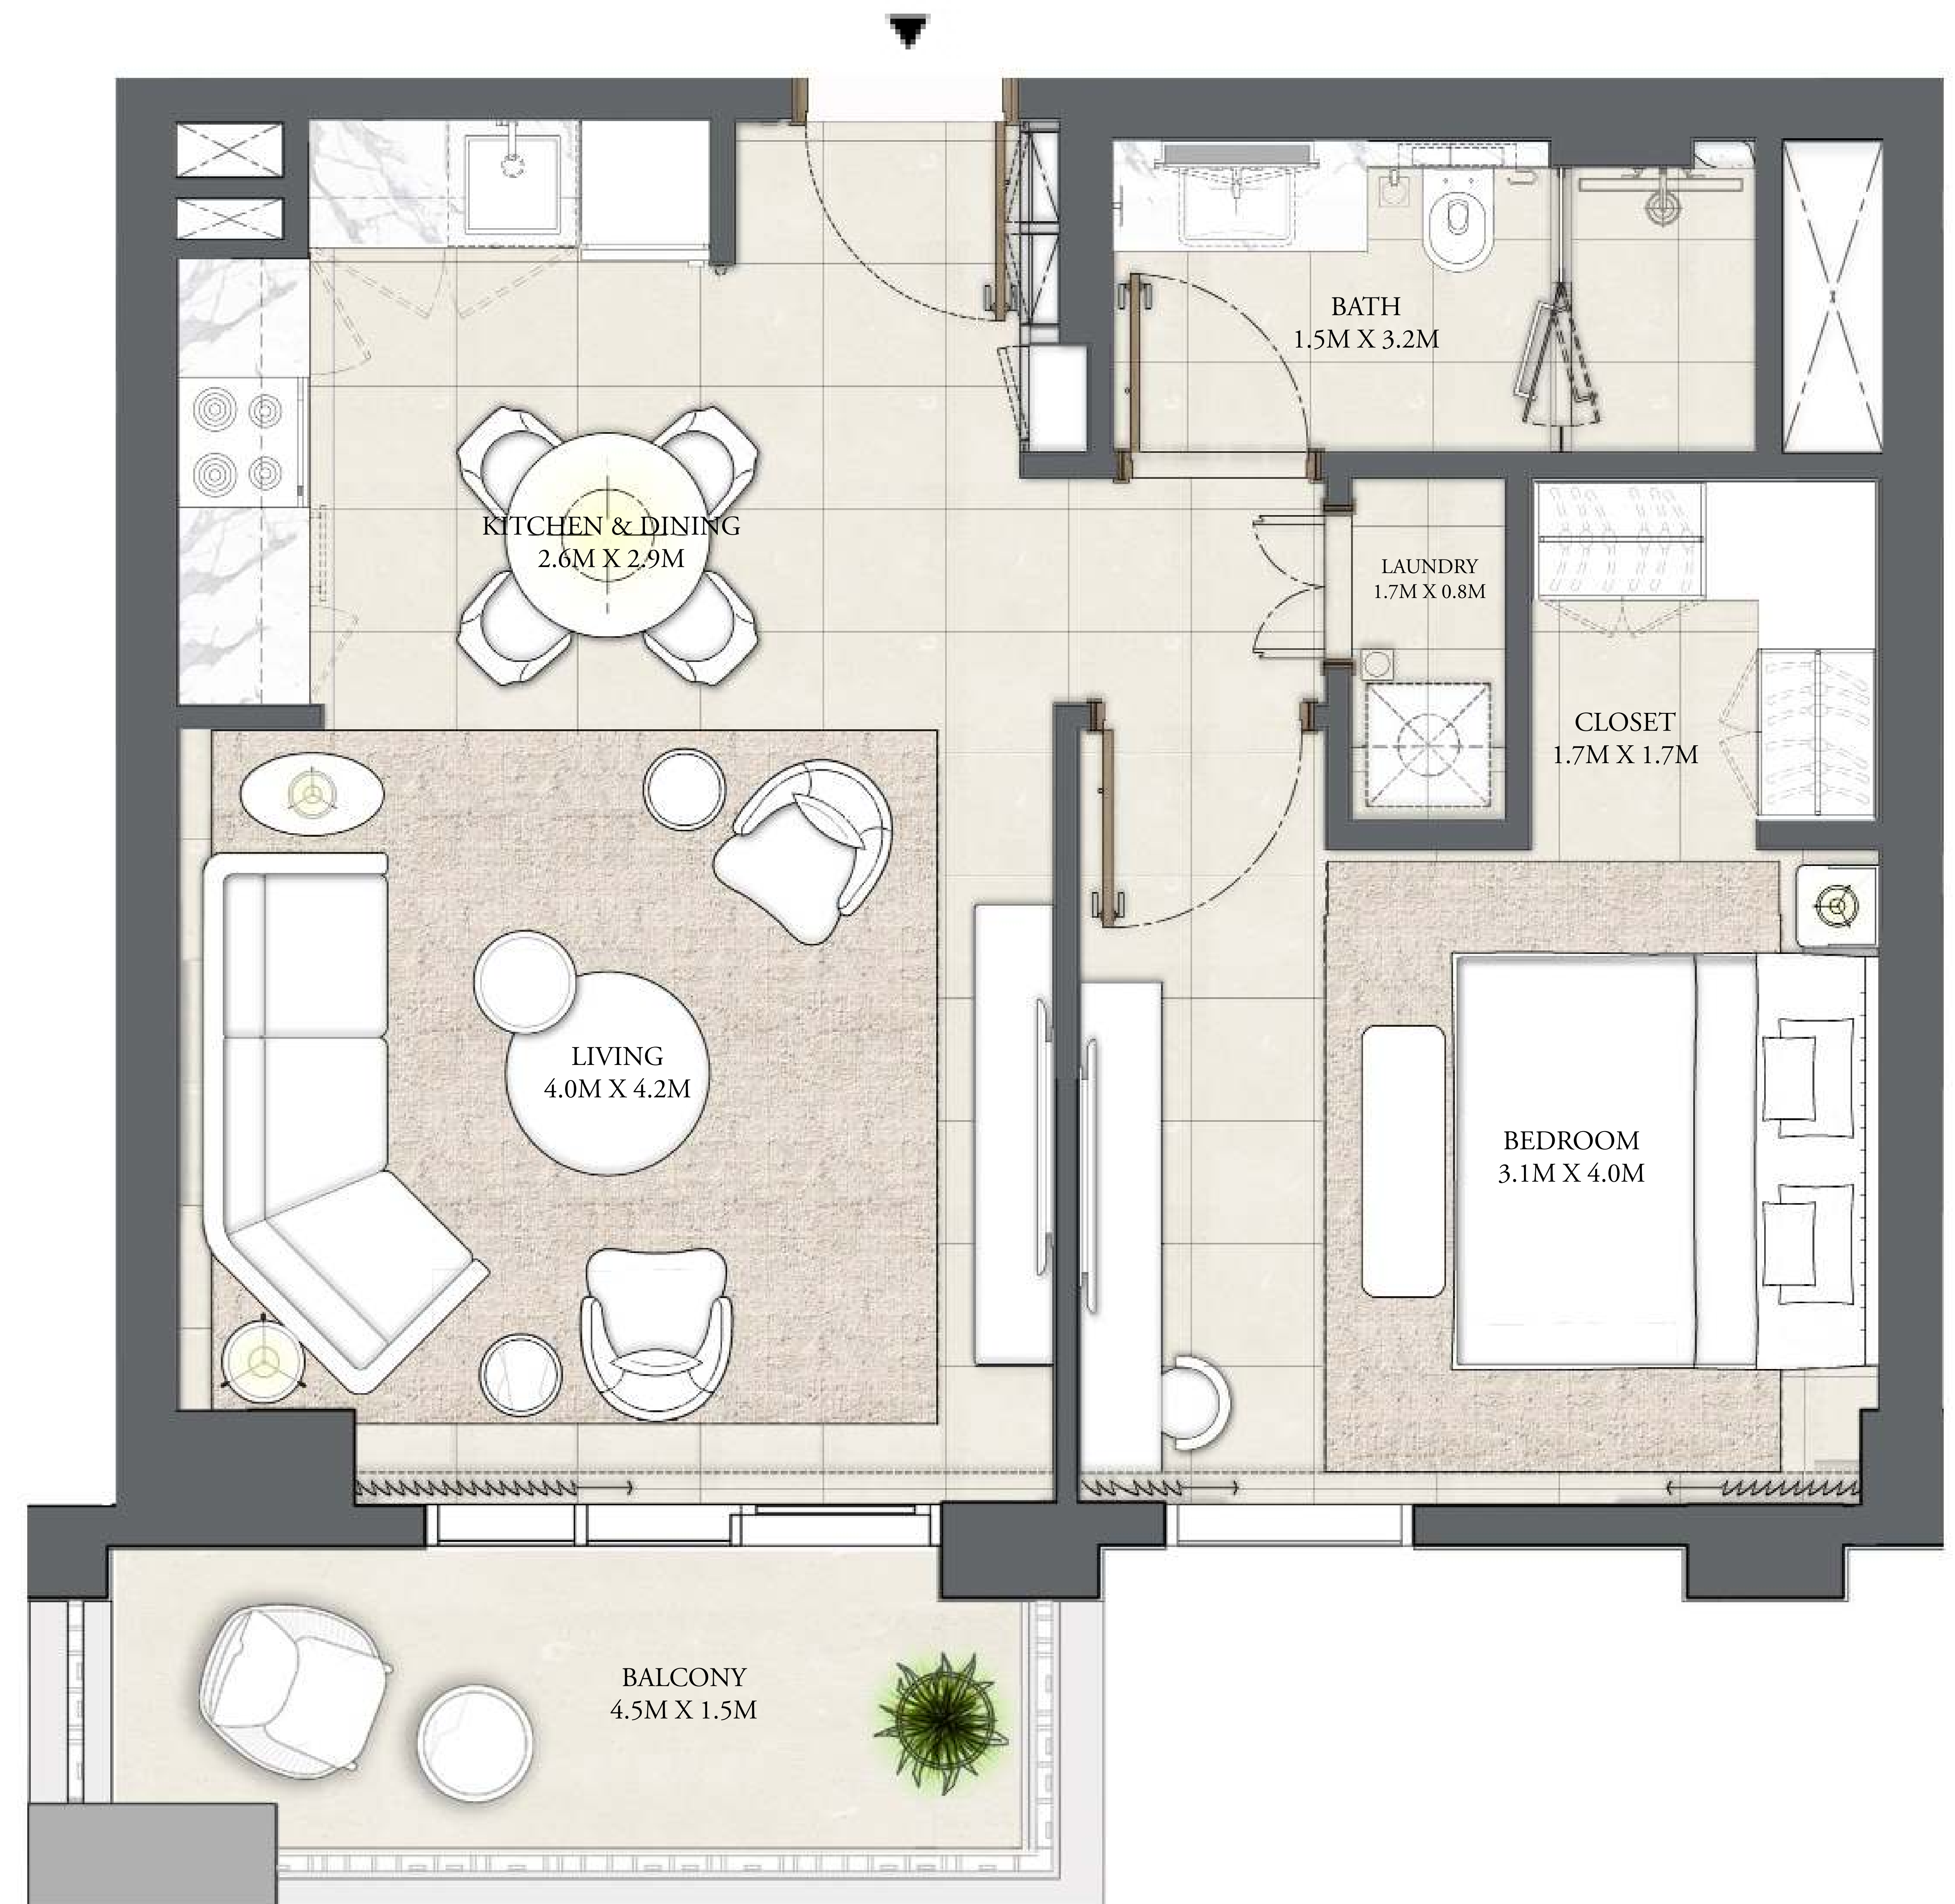 BATH
1.5M X 3.2M
KITCHEN & DINING
2.6M X 2.9M
LAUNDRY
1.7M X 0.8M
CLOSET
1.7M X 1.7M
LIVING
4.0M X 4.2M
BEDROOM
3.1M X 4.0M
BALCONY
4.5M X 1.5M